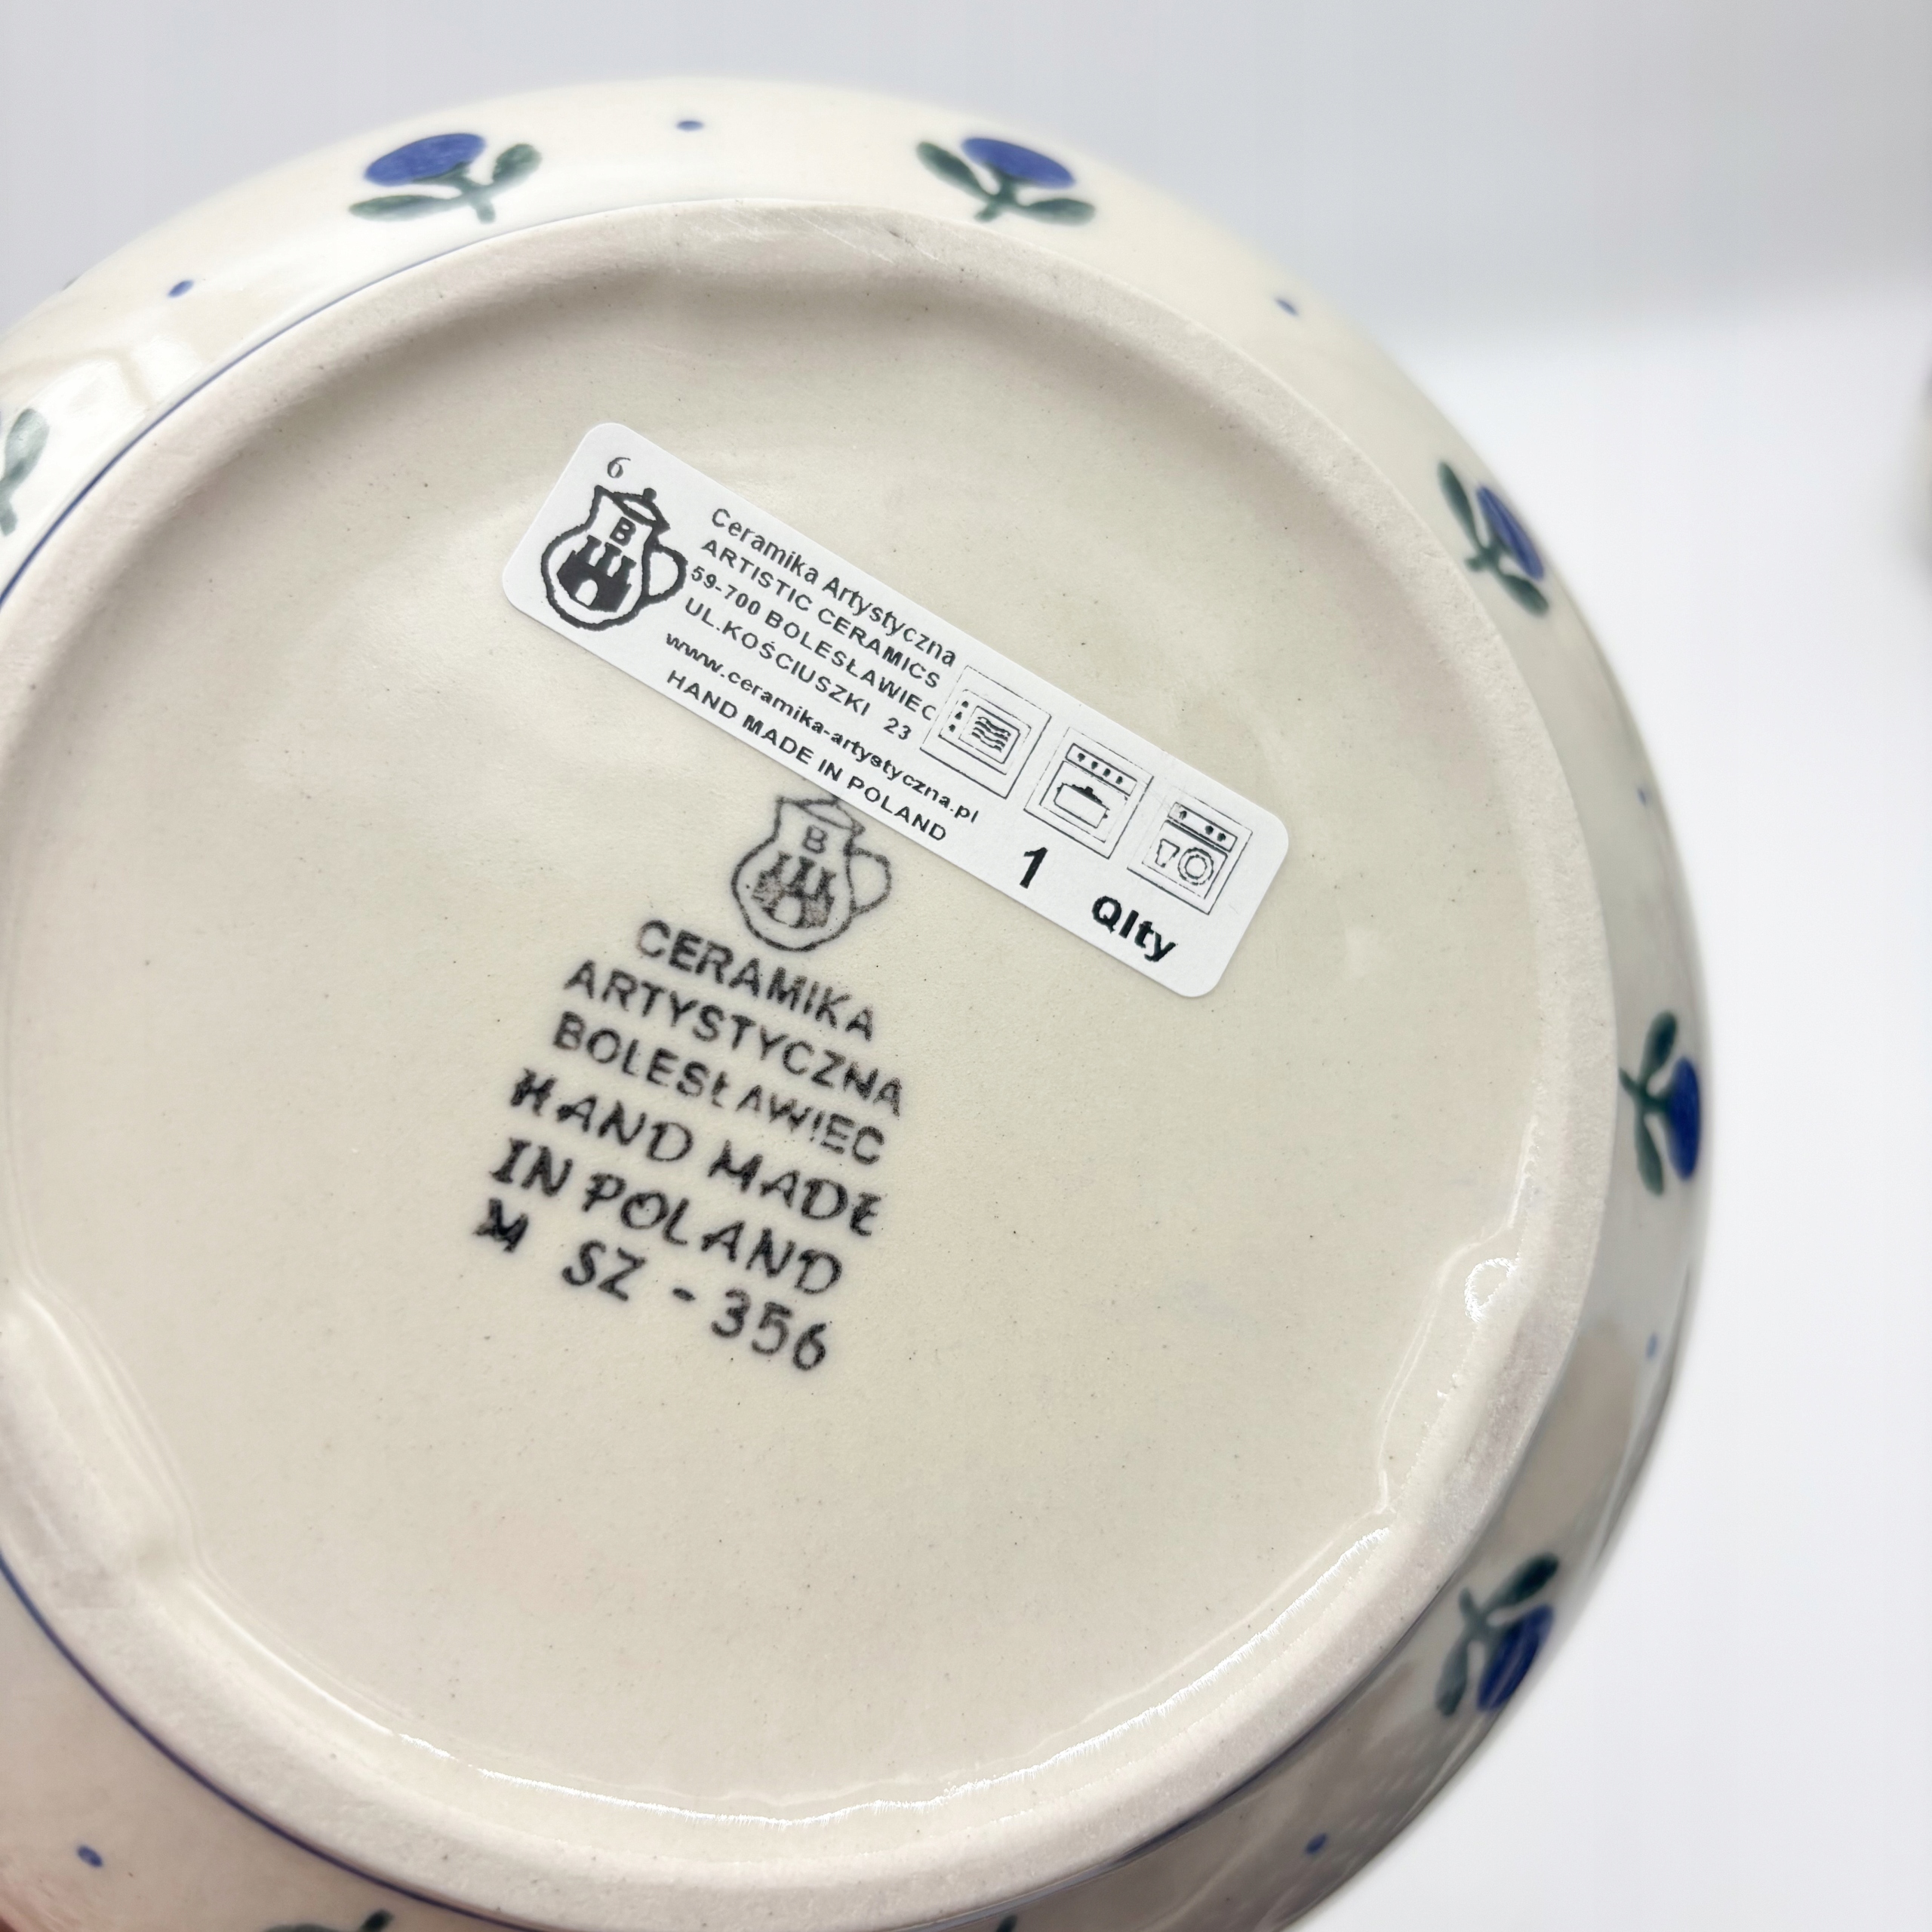 6
B
Ceramika Artystyczna
ARTISTIC CERAMICS
59-700 BOLESŁAWIEC
UL.KOŚCIUSZKI 23
www.ceramika-artystyczna.pl
HAND MADE IN POLAND
1 Qlty
B
CERAMIKA
ARTYSTYCZNA
BOLESŁAWIEC
HAND MADE
IN POLAND
M SZ - 356